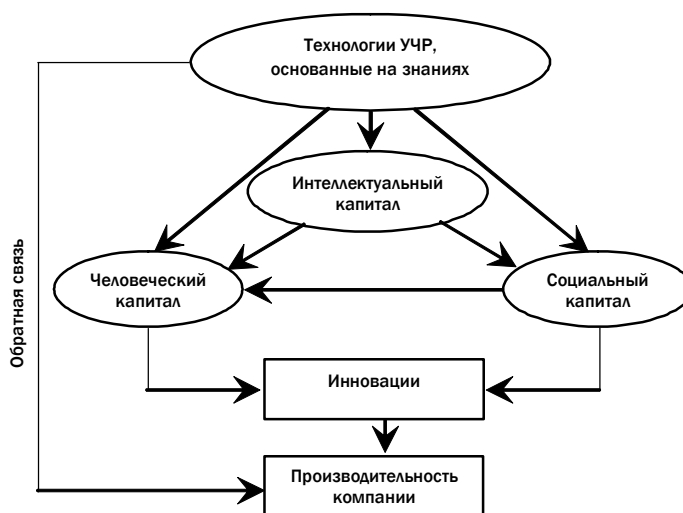 Технологии УЧР,
основанные на знаниях
Интеллектуальный
капитал
Человеческий
капитал
Социальный
капитал
Обратная связь
Инновации
Производительность
компании